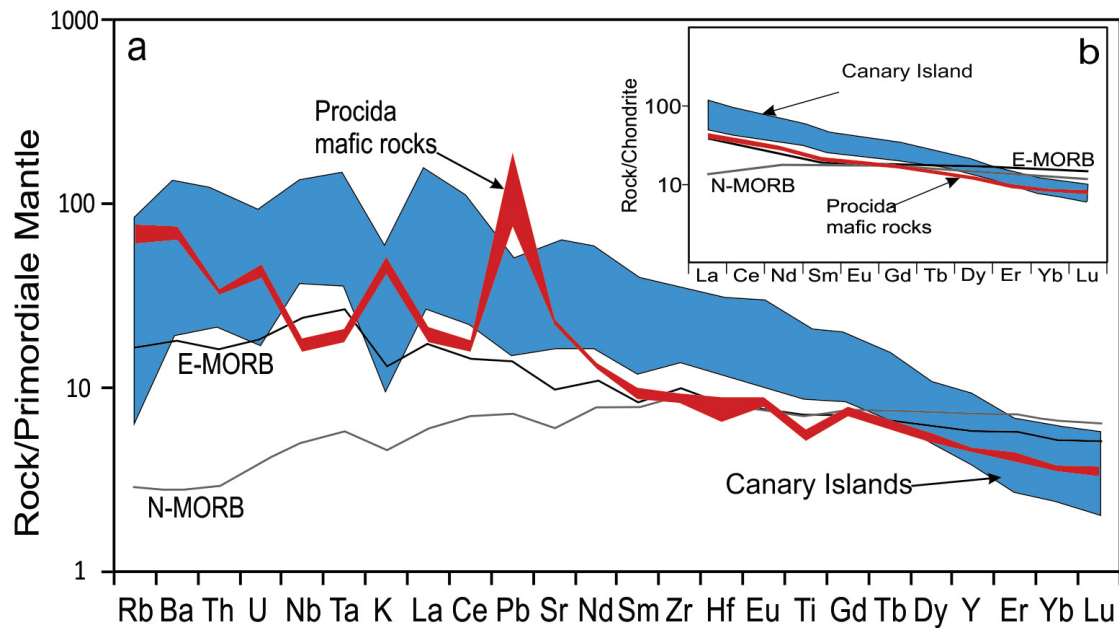 1000
100
10
1
Rock/Primordiale Mantle
a
Procida
mafic rocks
E-MORB
N-MORB
Canary Islands
Rb Ba Th U Nb Ta K La Ce Pb Sr Nd Sm Zr Hf Eu Ti Gd Tb Dy Y Er Yb Lu
b
100
10
Rock/Chondrite
Canary Island
E-MORB
N-MORB
Procida
mafic rocks
La Ce Nd Sm Eu Gd Tb Dy Er Yb Lu